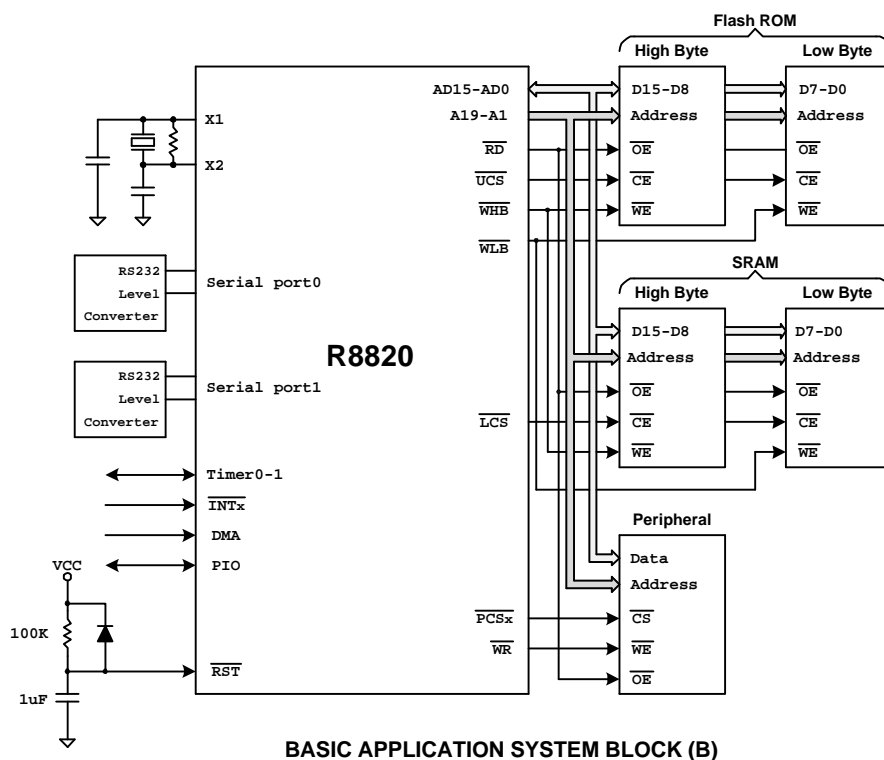 Flash ROM
High Byte
Low Byte
AD15-AD0
D15-D8
D7-D0
X1
A19-A1
Address
Address
RD
OE
OE
X2
UCS
CE
CE
WHB
WE
WE
WLB
SRAM
RS232
Serial port0
High Byte
Low Byte
Level
Converter
D15-D8
D7-D0
R8820
Address
Address
RS232
Serial port1
Level
OE
OE
Converter
LCS
CE
CE
WE
WE
Timer0-1
INTx
Peripheral
DMA
VCC
PIO
Data
Address
PCSx
CS
100K
WR
WE
RST
OE
1uF
BASIC APPLICATION SYSTEM BLOCK (B)